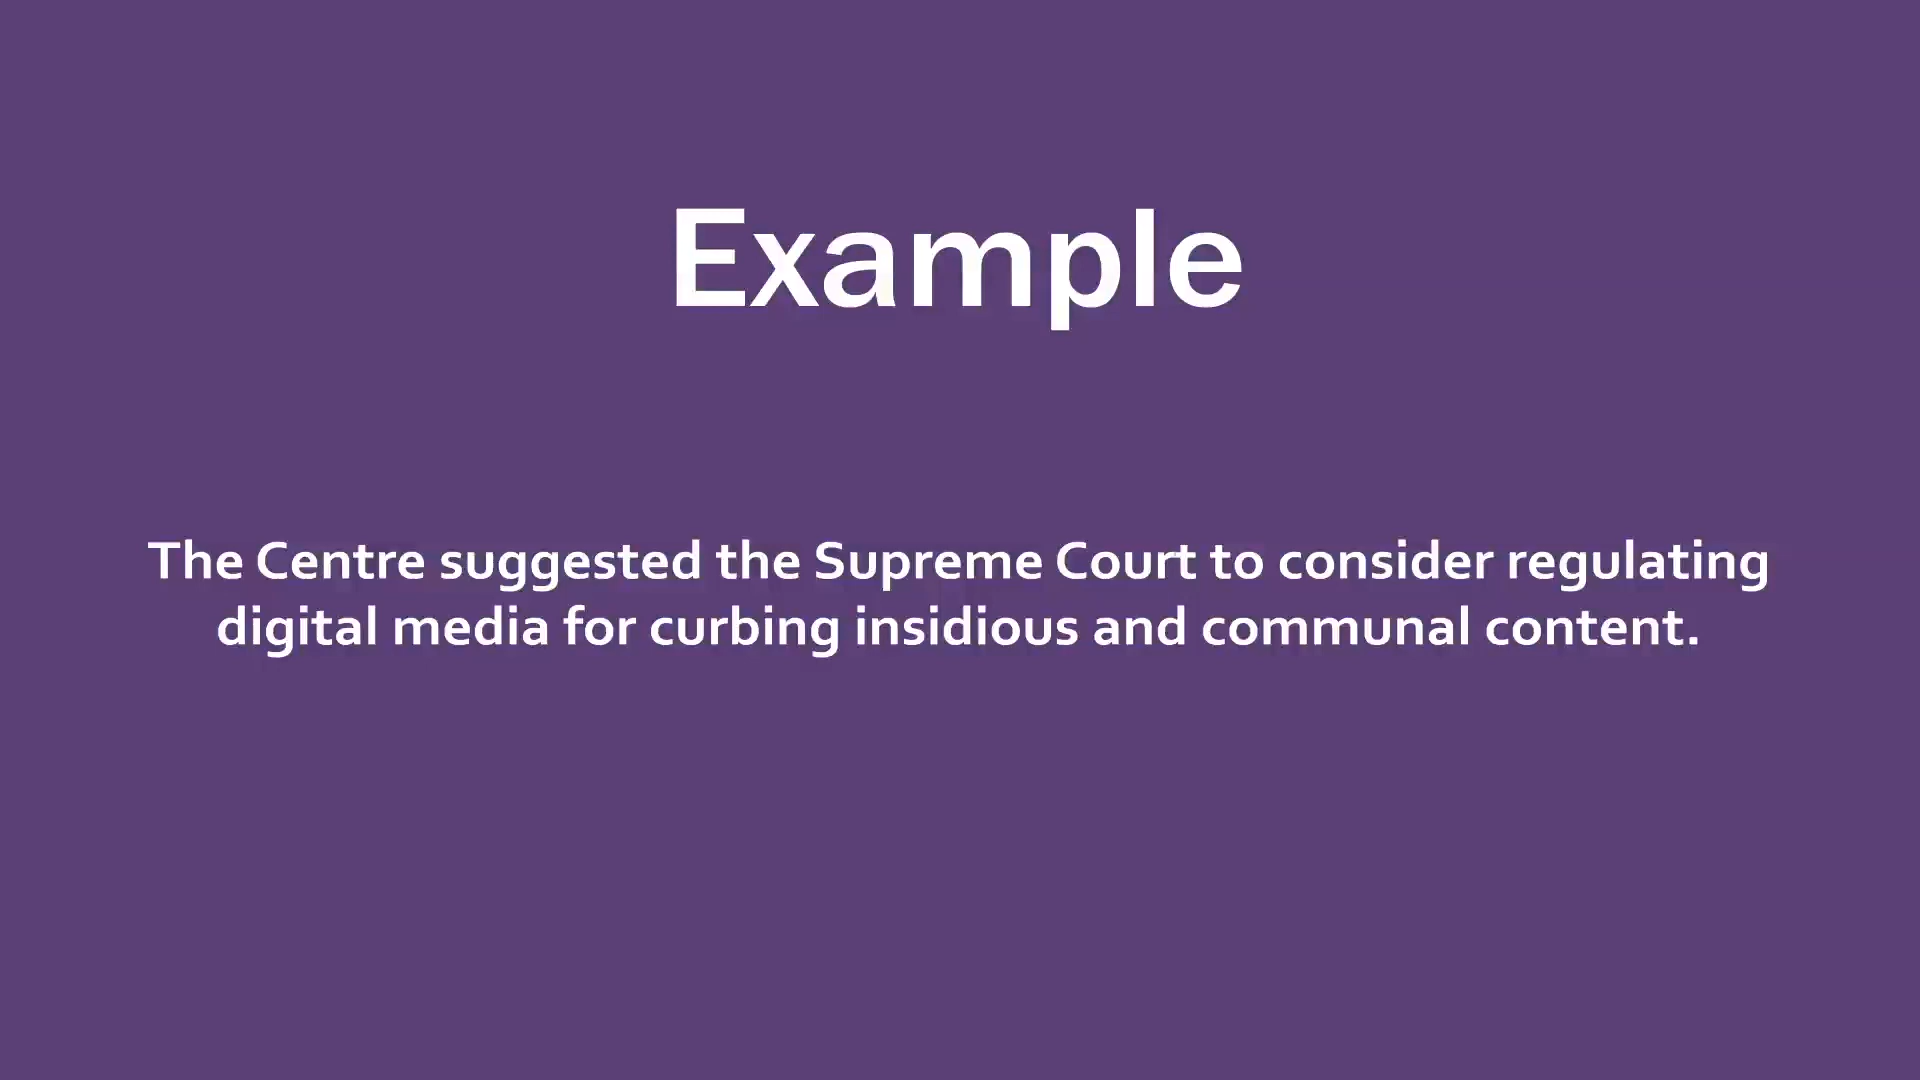 Example
The Centre suggested the Supreme Court to consider regulating
digital media for curbing insidious and communal content.